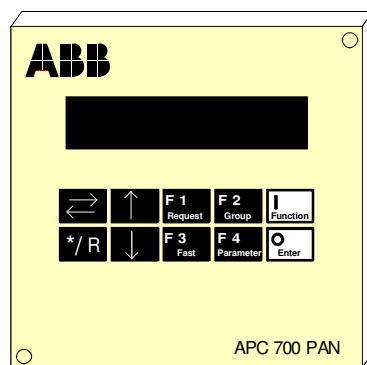 ABB
F 1
Request
F 2
Group
I
Function
*/R
F 3
Fast
F 4
Parameter
O
Enter
APC 700 PAN